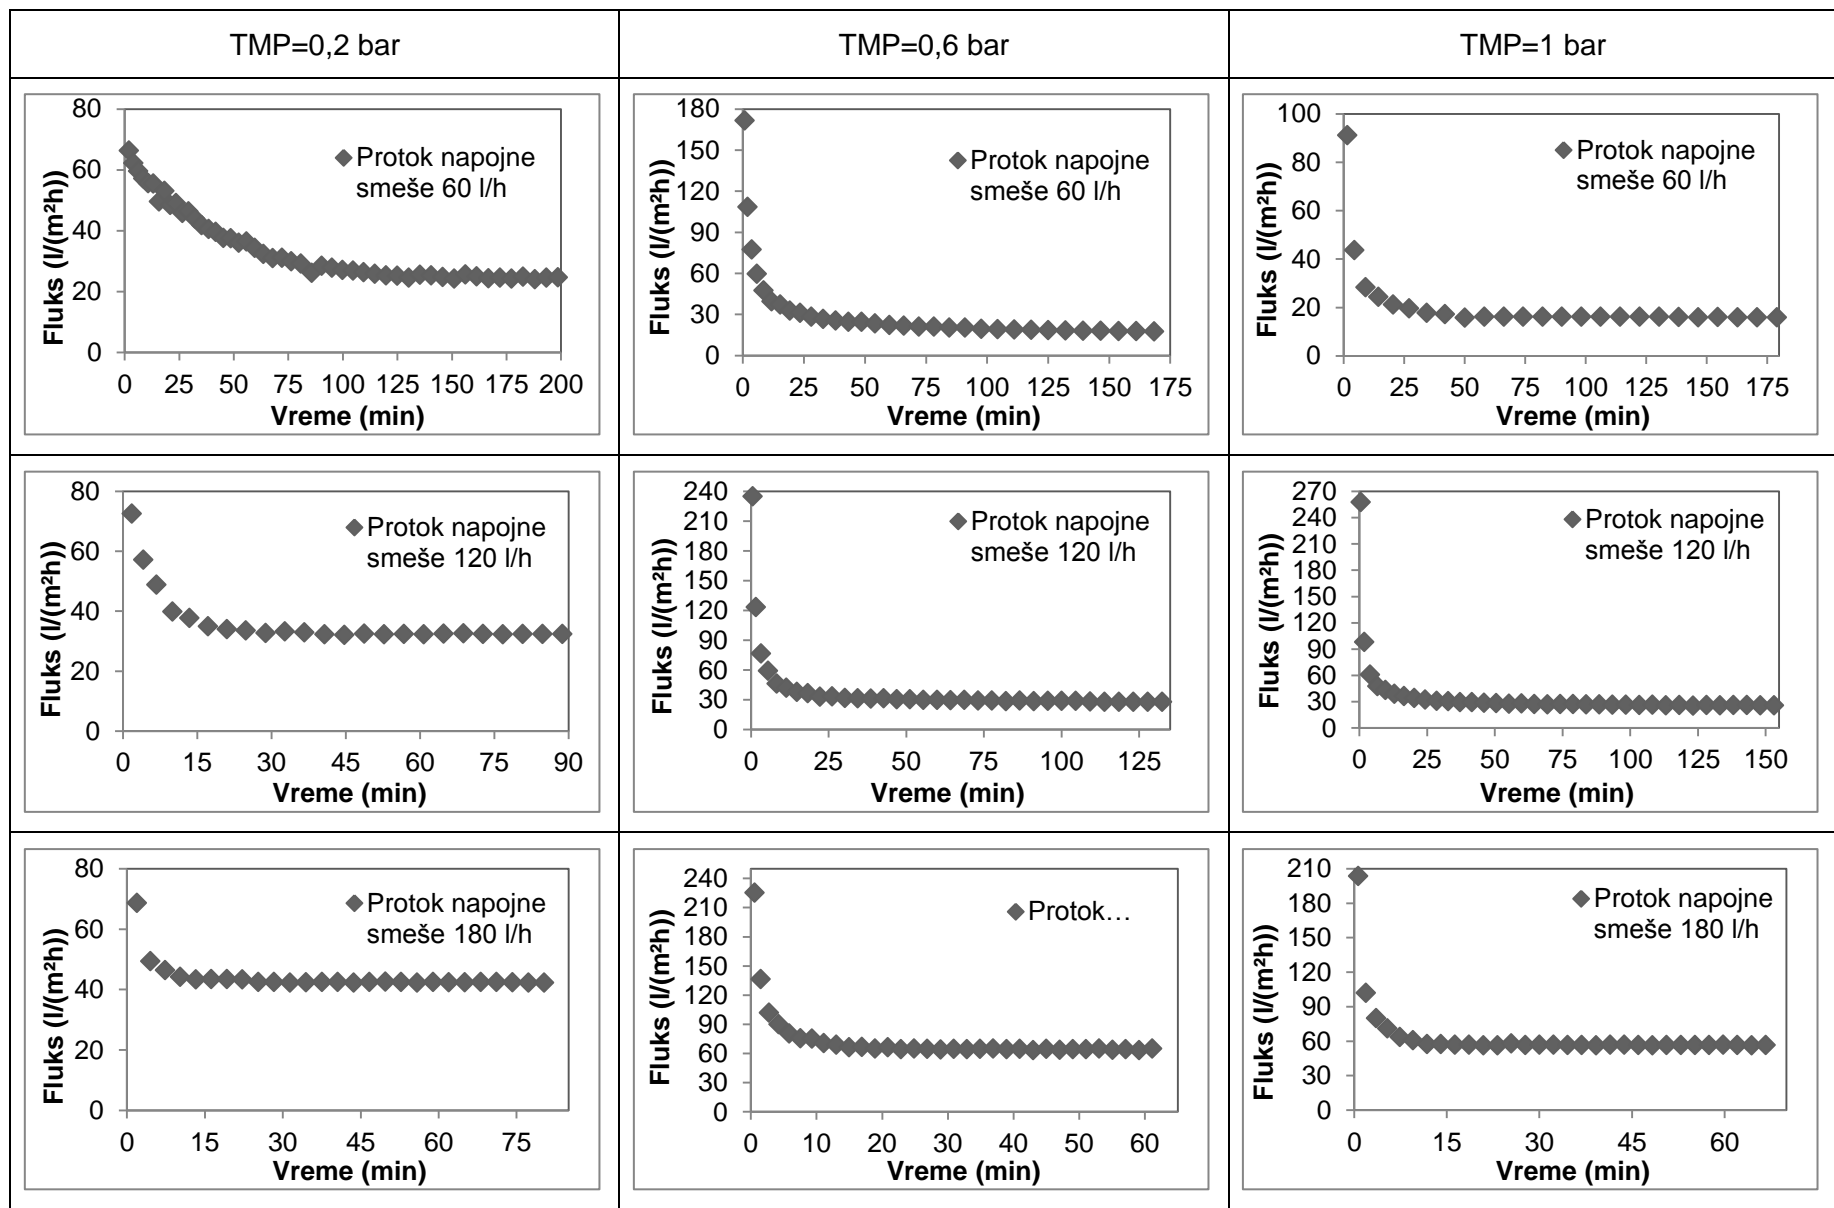 TMP=0,2 bar
TMP=0,6 bar
TMP=1 bar
Fluks (l/(m²h))
80
60
40
20
0
Protok napojne
smeše 60 l/h
0 25 50 75 100 125 150 175 200
Vreme (min)
Fluks (l/(m²h))
180
150
120
90
60
30
0
Protok napojne
smeše 60 l/h
0 25 50 75 100 125 150 175
Vreme (min)
Fluks (l/(m²h))
100
80
60
40
20
0
Protok napojne
smeše 60 l/h
0 25 50 75 100 125 150 175
Vreme (min)
Fluks (l/(m²h))
80
60
40
20
0
Protok napojne
smeše 120 l/h
0 15 30 45 60 75 90
Vreme (min)
Fluks (l/(m²h))
240
210
180
150
120
90
60
30
0
Protok napojne
smeše 120 l/h
0 25 50 75 100 125
Vreme (min)
Fluks (l/(m²h))
270
240
210
180
150
120
90
60
30
0
Protok napojne
smeše 120 l/h
0 25 50 75 100 125 150
Vreme (min)
Fluks (l/(m²h))
80
60
40
20
0
Protok napojne
smeše 180 l/h
0 15 30 45 60 75
Vreme (min)
Fluks (l/(m²h))
240
210
180
150
120
90
60
30
0
Protok…
0 10 20 30 40 50 60
Vreme (min)
Fluks (l/(m²h))
210
180
150
120
90
60
30
0
Protok napojne
smeše 180 l/h
0 15 30 45 60
Vreme (min)